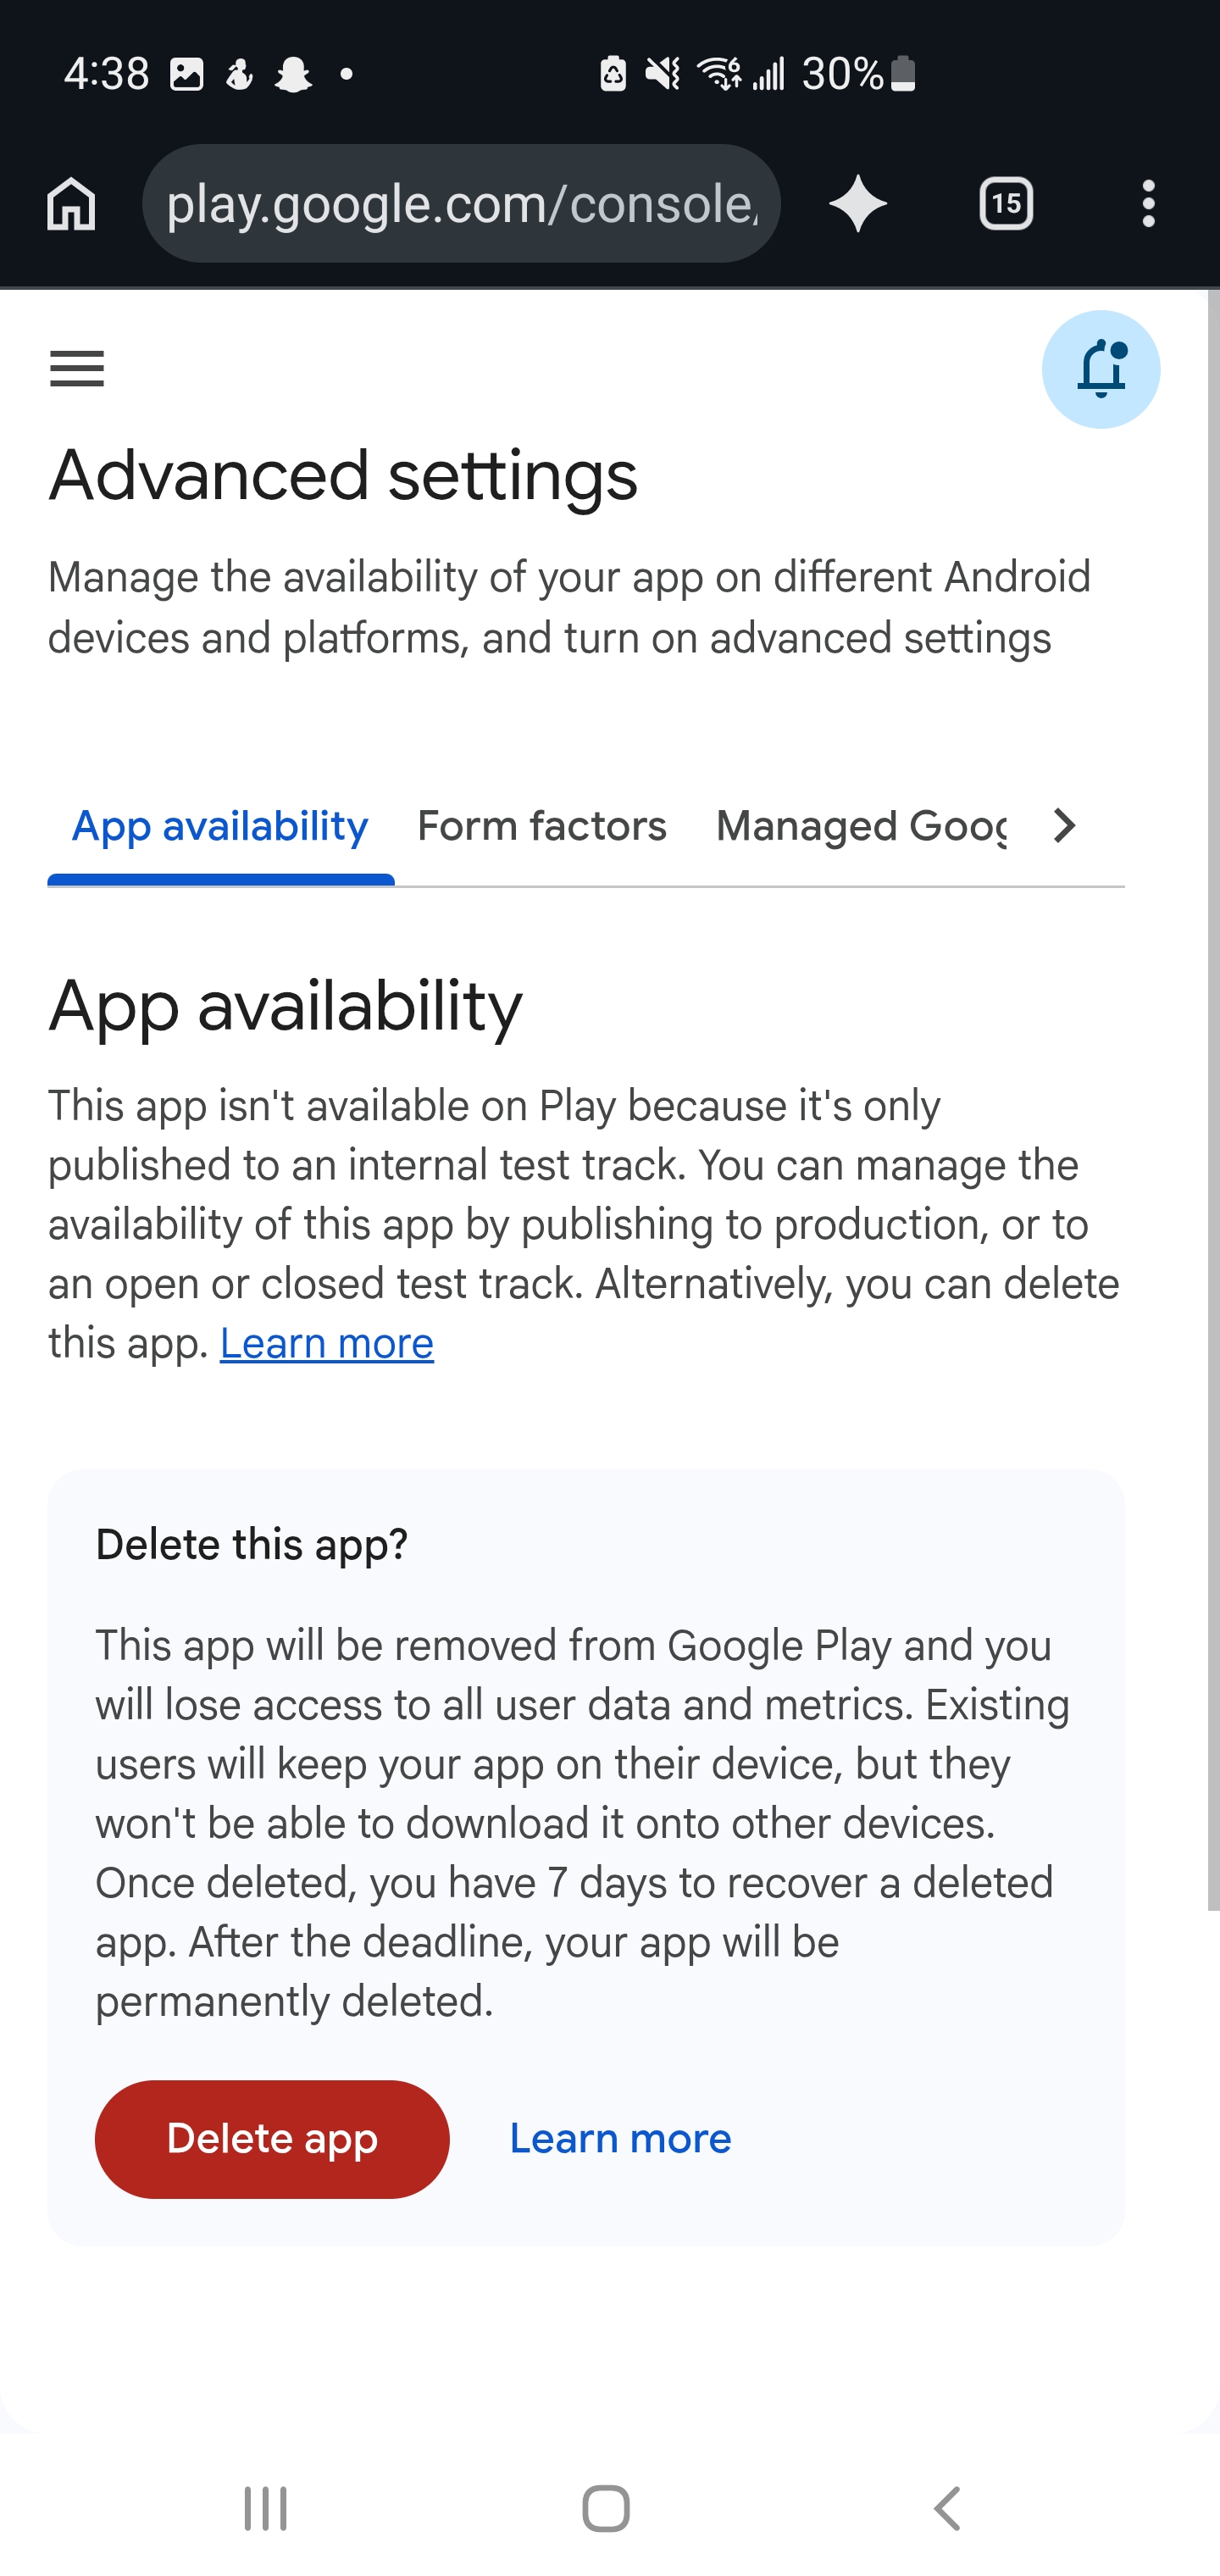 4:38
30%
play.google.com/console/
15
Advanced settings
Manage the availability of your app on different Android
devices and platforms, and turn on advanced settings
App availability
Form factors
Managed Goog
App availability
This app isn't available on Play because it's only
published to an internal test track. You can manage the
availability of this app by publishing to production, or to
an open or closed test track. Alternatively, you can delete
this app. Learn more
Delete this app?
This app will be removed from Google Play and you
will lose access to all user data and metrics. Existing
users will keep your app on their device, but they
won't be able to download it onto other devices.
Once deleted, you have 7 days to recover a deleted
app. After the deadline, your app will be
permanently deleted.
Delete app
Learn more